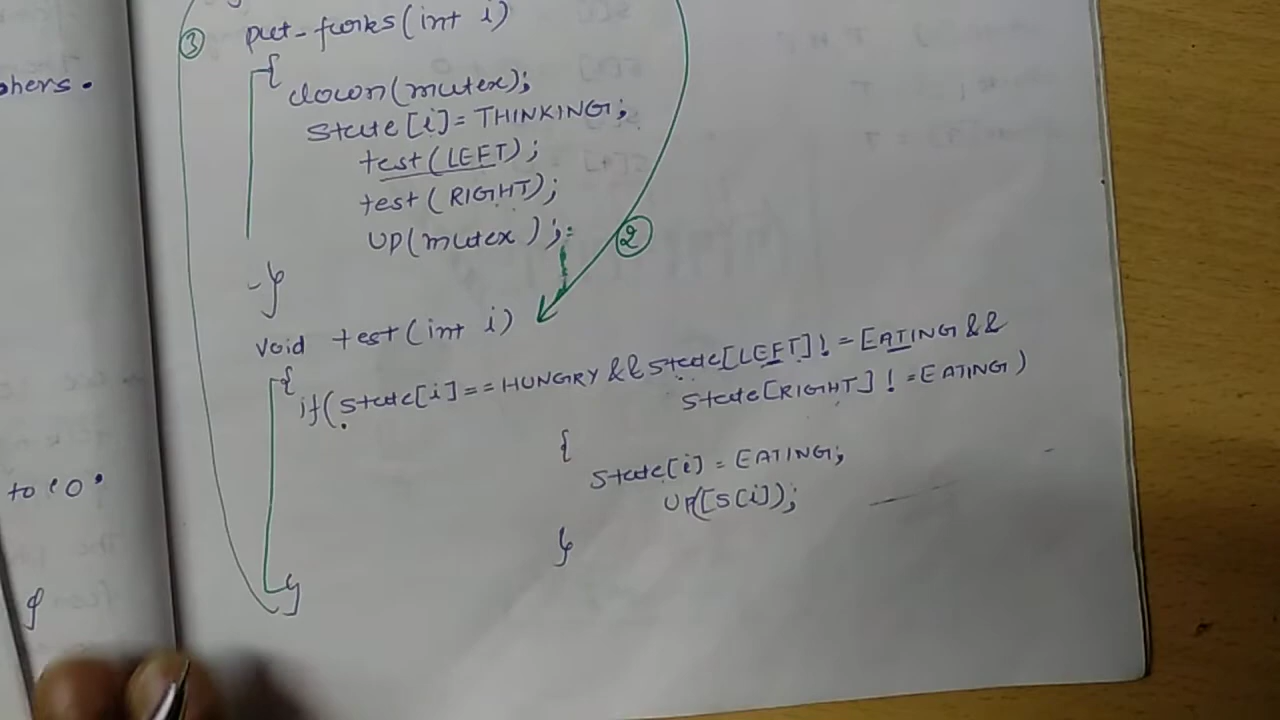 ③ put-forks(int i)
{
phers.
down(mutex);
state[i]= THINKING;
test(LEFT);
test(RIGHT);
up(mutex);
②
}
void test(int i)
{
if(state[i]==HUNGRY && state[LEFT]!=EATING &&
state[RIGHT]!=EATING)
{
state[i] = EATING;
to '0'
UP([S[i]);
}
}